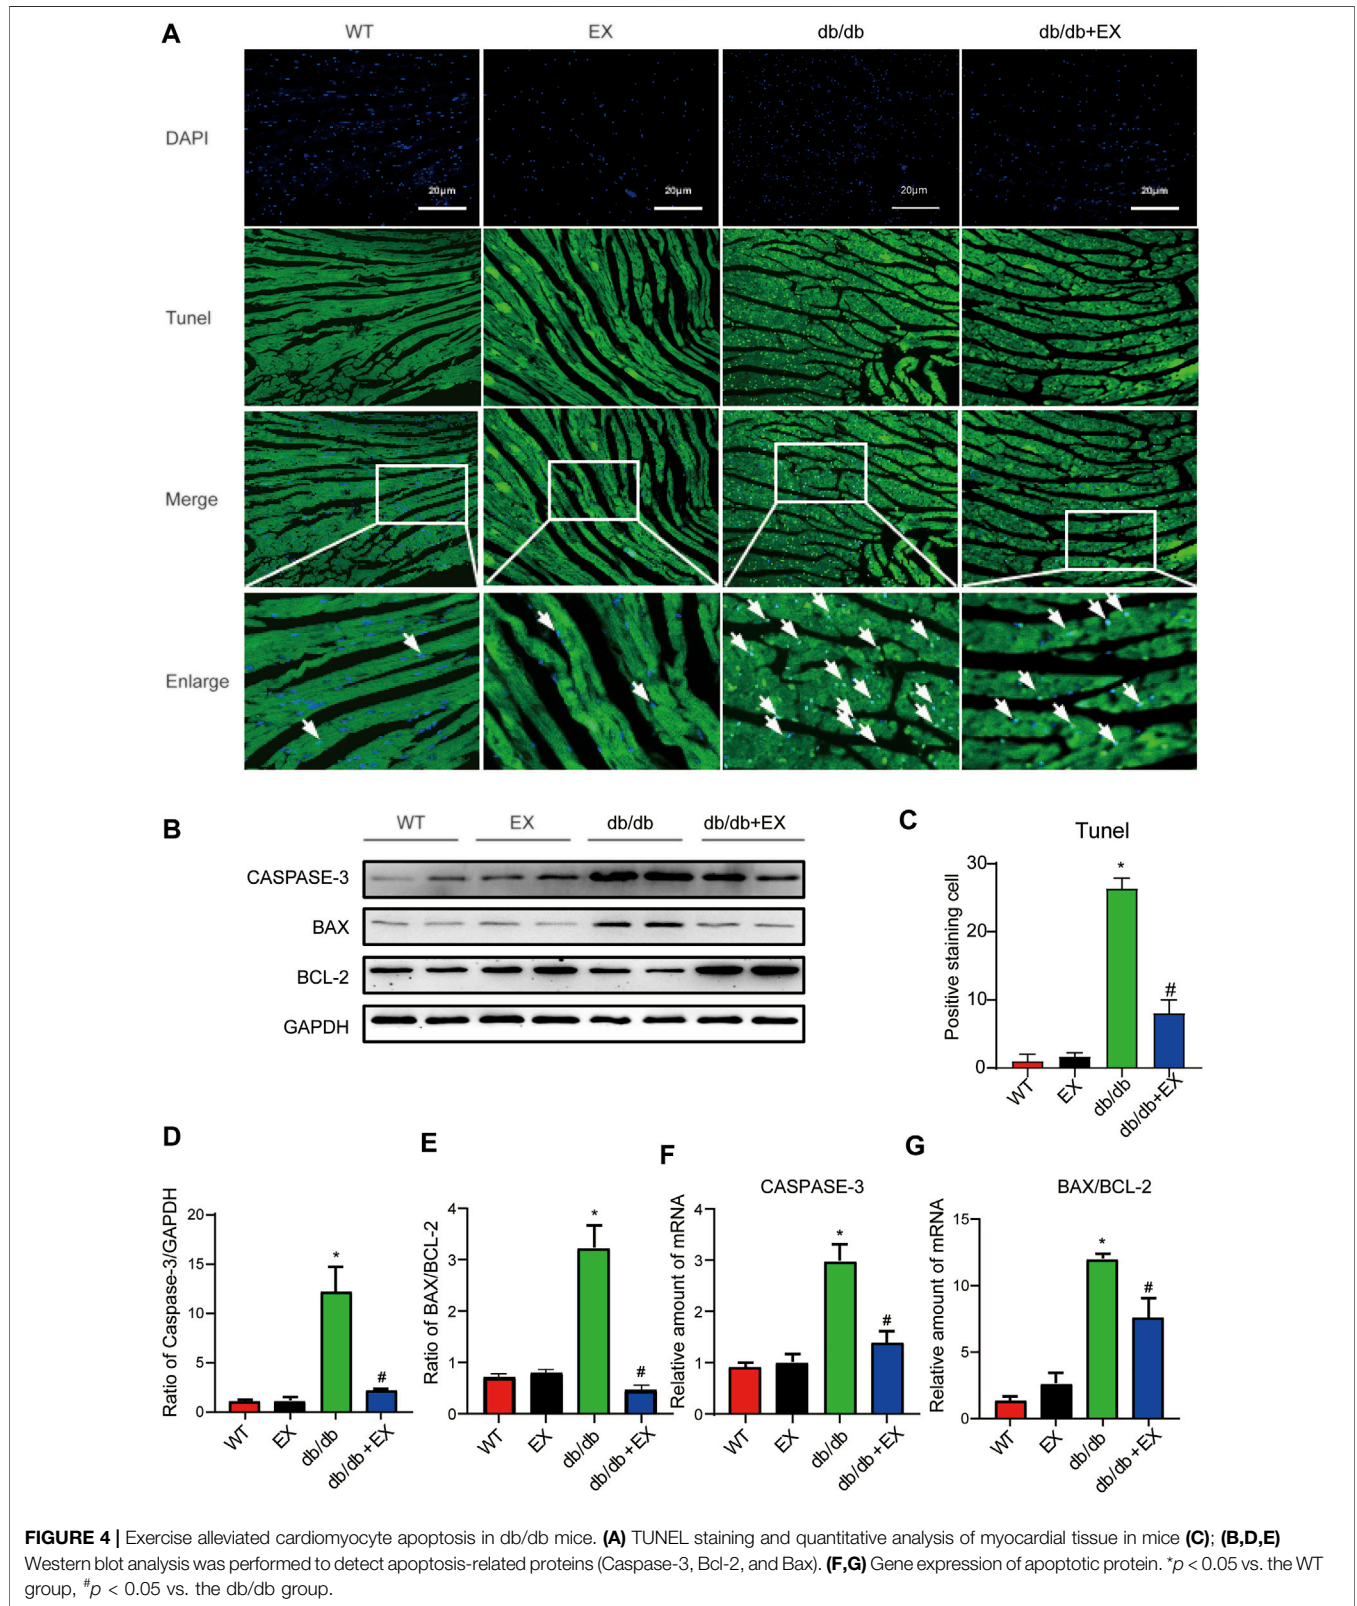 A
WT EX db/db db/db+EX
DAPI
20μm 20μm 20μm 20μm
Tunel
Merge
Enlarge
B
WT EX db/db db/db+EX
CASPASE-3
BAX
BCL-2
GAPDH
C
Tunel
Positive staining cell
30
20
10
0
*
#
WT EX db/db db/db+EX
D
Ratio of Caspase-3/GAPDH
20
15
10
5
0
*
#
WT EX db/db db/db+EX
E
Ratio of BAX/BCL-2
4
3
2
1
0
*
#
WT EX db/db db/db+EX
F
CASPASE-3
Relative amount of mRNA
4
3
2
1
0
*
#
WT EX db/db db/db+EX
G
BAX/BCL-2
Relative amount of mRNA
15
10
5
0
*
#
WT EX db/db db/db+EX
FIGURE 4 | Exercise alleviated cardiomyocyte apoptosis in db/db mice. (A) TUNEL staining and quantitative analysis of myocardial tissue in mice (C); (B,D,E)
Western blot analysis was performed to detect apoptosis-related proteins (Caspase-3, Bcl-2, and Bax). (F,G) Gene expression of apoptotic protein. *p < 0.05 vs. the WT
group, #p < 0.05 vs. the db/db group.